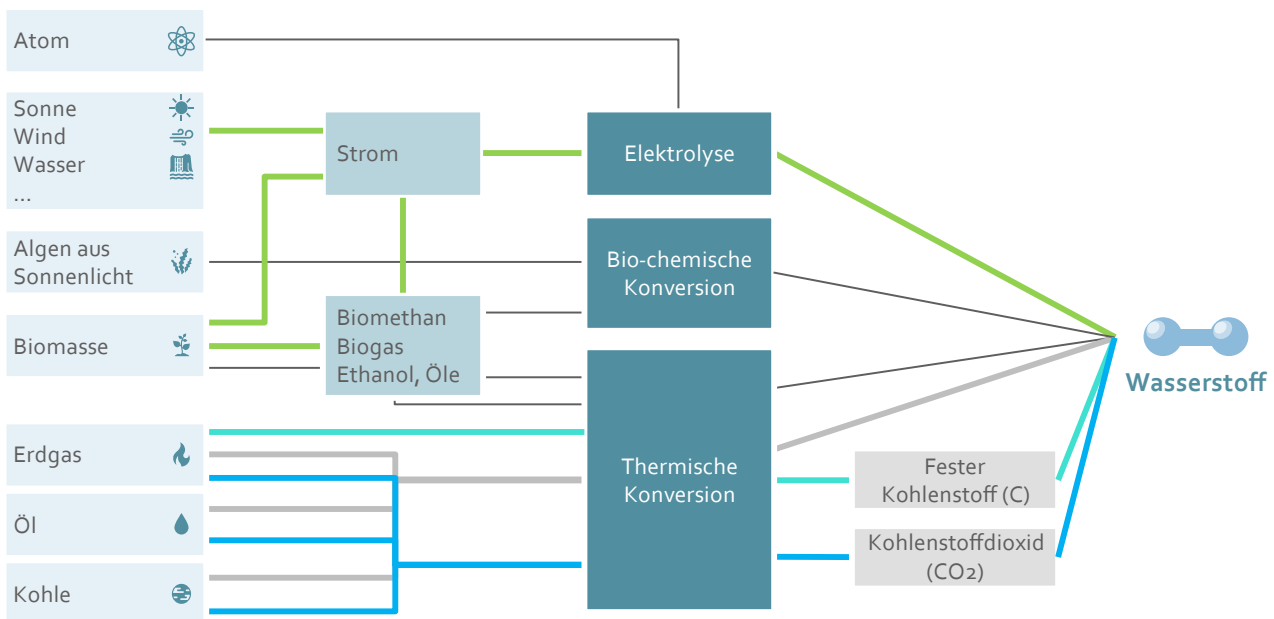 Atom
Sonne
Wind
Wasser
...
Algen aus
Sonnenlicht
Biomasse
Erdgas
Öl
Kohle
Strom
Biomethan
Biogas
Ethanol, Öle
Elektrolyse
Bio-chemische
Konversion
Thermische
Konversion
Fester
Kohlenstoff (C)
Kohlenstoffdioxid
(CO2)
Wasserstoff